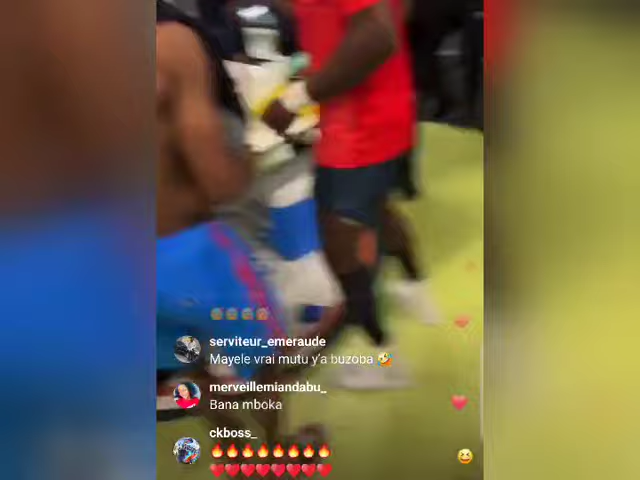 serviteur_emeraude
Mayele vrai mutu y'a buzoba 🤣
merveillemiandabu_
Bana mboka
ckboss_
🔥🔥🔥🔥🔥🔥🔥🔥
❤️❤️❤️❤️❤️❤️❤️❤️